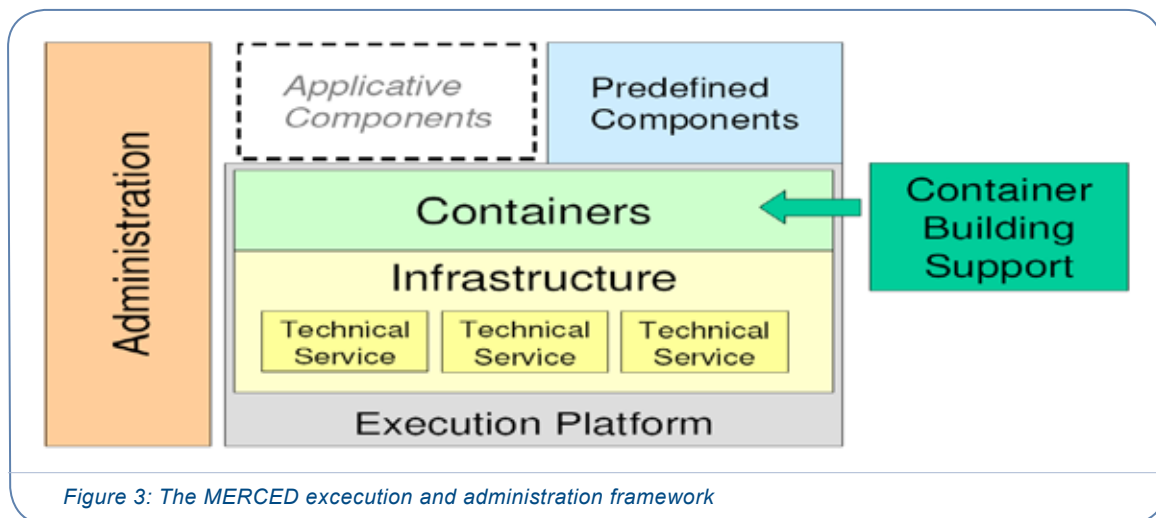 Administration
Applicative
Components
Predefined
Components
Containers
Container
Building
Support
Infrastructure
Technical
Service
Technical
Service
Technical
Service
Execution Platform
Figure 3: The MERCED excecution and administration framework